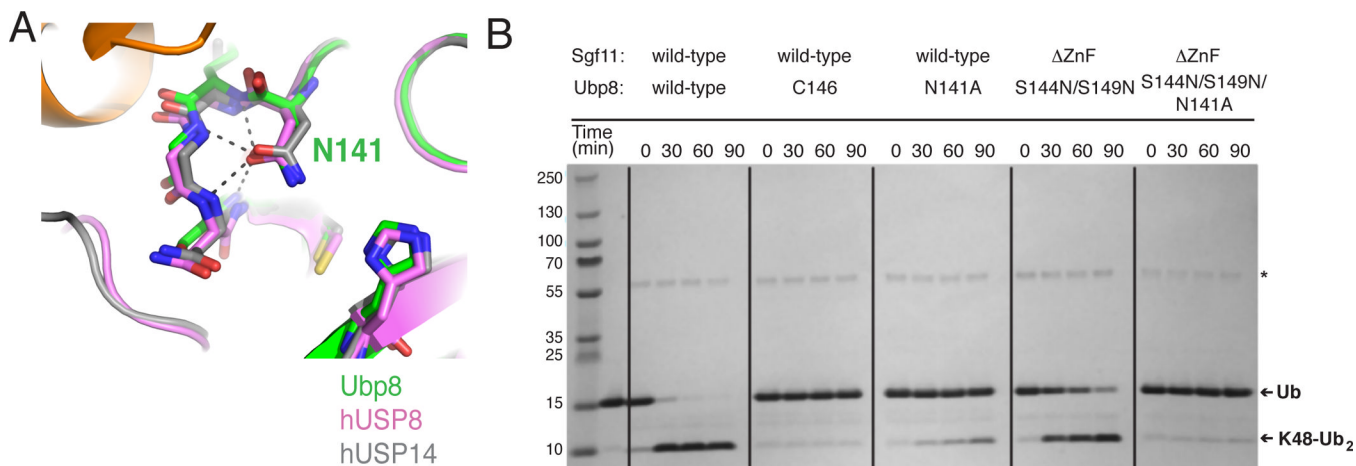 A
N141
Ubp8
hUSP8
hUSP14
B
Sgf11: wild-type wild-type wild-type ΔZnF ΔZnF
Ubp8: wild-type C146 N141A S144N/S149N S144N/S149N/
N141A
Time
(min) 0 30 60 90 0 30 60 90 0 30 60 90 0 30 60 90 0 30 60 90
250
130
100
70
*
55
35
25
←Ub
15
←K48-Ub₂
10